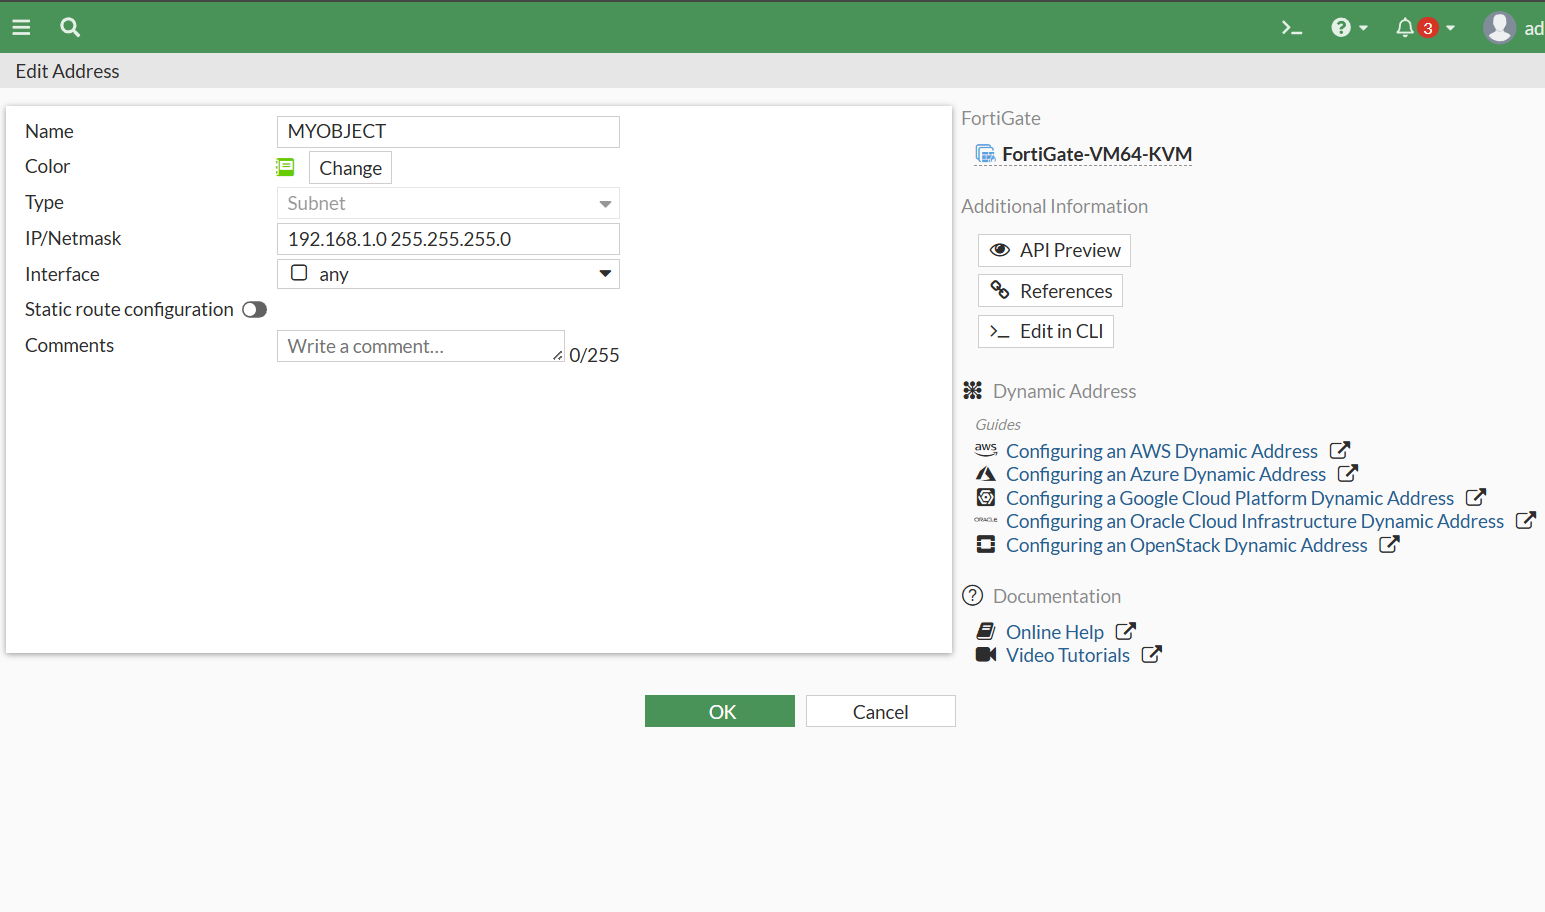 3
ad
Edit Address
Name MYOBJECT
Color Change
Type Subnet
IP/Netmask 192.168.1.0 255.255.255.0
Interface any
Static route configuration
Comments Write a comment... 0/255
FortiGate
FortiGate-VM64-KVM
Additional Information
API Preview
References
Edit in CLI
Dynamic Address
Guides
aws Configuring an AWS Dynamic Address
Configuring an Azure Dynamic Address
Configuring a Google Cloud Platform Dynamic Address
ORACLE Configuring an Oracle Cloud Infrastructure Dynamic Address
Configuring an OpenStack Dynamic Address
Documentation
Online Help
Video Tutorials
OK Cancel